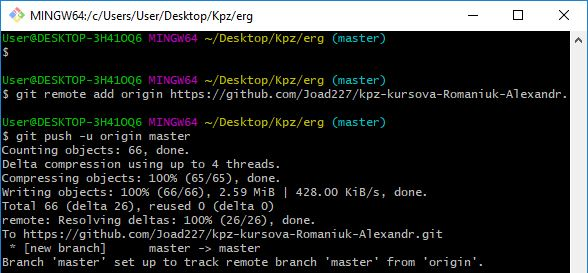 MINGW64:/c/Users/User/Desktop/Kpz/erg
User@DESKTOP-3H41OQ6 MINGW64 ~/Desktop/Kpz/erg (master)
$
User@DESKTOP-3H41OQ6 MINGW64 ~/Desktop/Kpz/erg (master)
$ git remote add origin https://github.com/Joad227/kpz-kursova-Romaniuk-Alexandr.
User@DESKTOP-3H41OQ6 MINGW64 ~/Desktop/Kpz/erg (master)
$ git push -u origin master
Counting objects: 66, done.
Delta compression using up to 4 threads.
Compressing objects: 100% (65/65), done.
Writing objects: 100% (66/66), 2.59 MiB | 428.00 KiB/s, done.
Total 66 (delta 26), reused 0 (delta 0)
remote: Resolving deltas: 100% (26/26), done.
To https://github.com/Joad227/kpz-kursova-Romaniuk-Alexandr.git
 * [new branch]      master -> master
Branch 'master' set up to track remote branch 'master' from 'origin'.